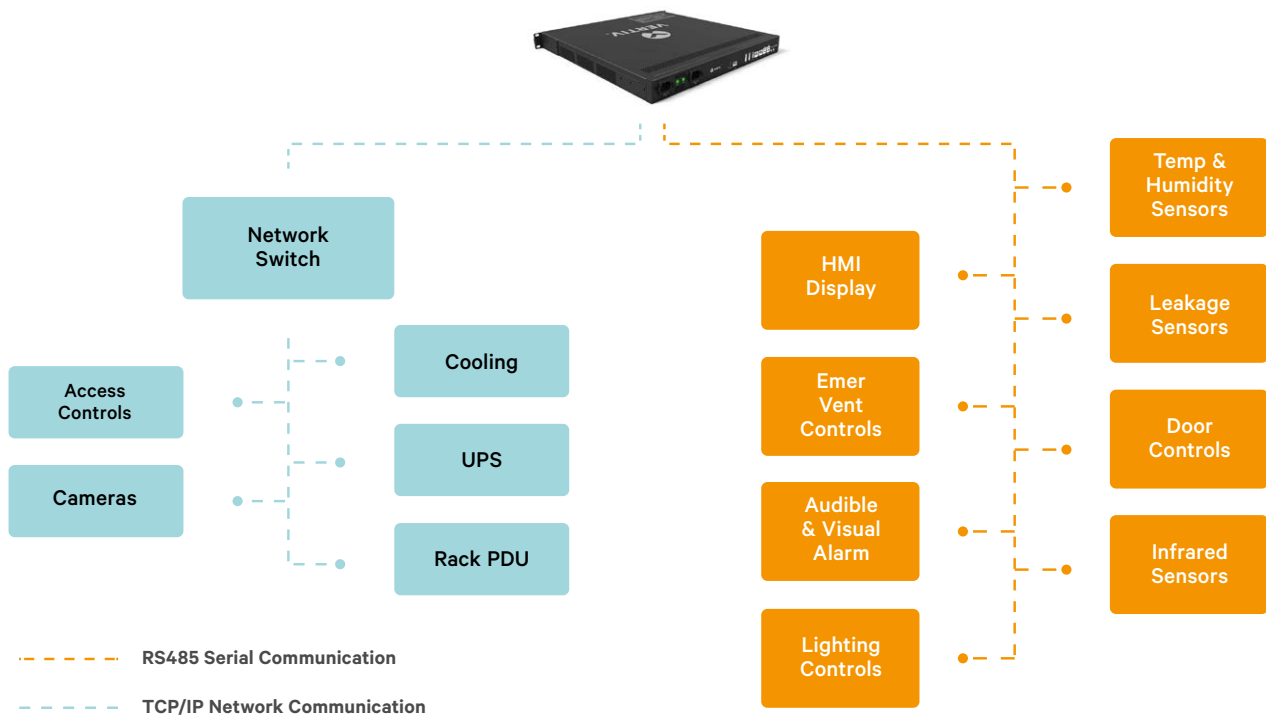 VERTIV
Network
Switch
Access
Controls
Cameras
Cooling
UPS
Rack PDU
HMI
Display
Emer
Vent
Controls
Audible
& Visual
Alarm
Lighting
Controls
Temp &
Humidity
Sensors
Leakage
Sensors
Door
Controls
Infrared
Sensors
RS485 Serial Communication
TCP/IP Network Communication